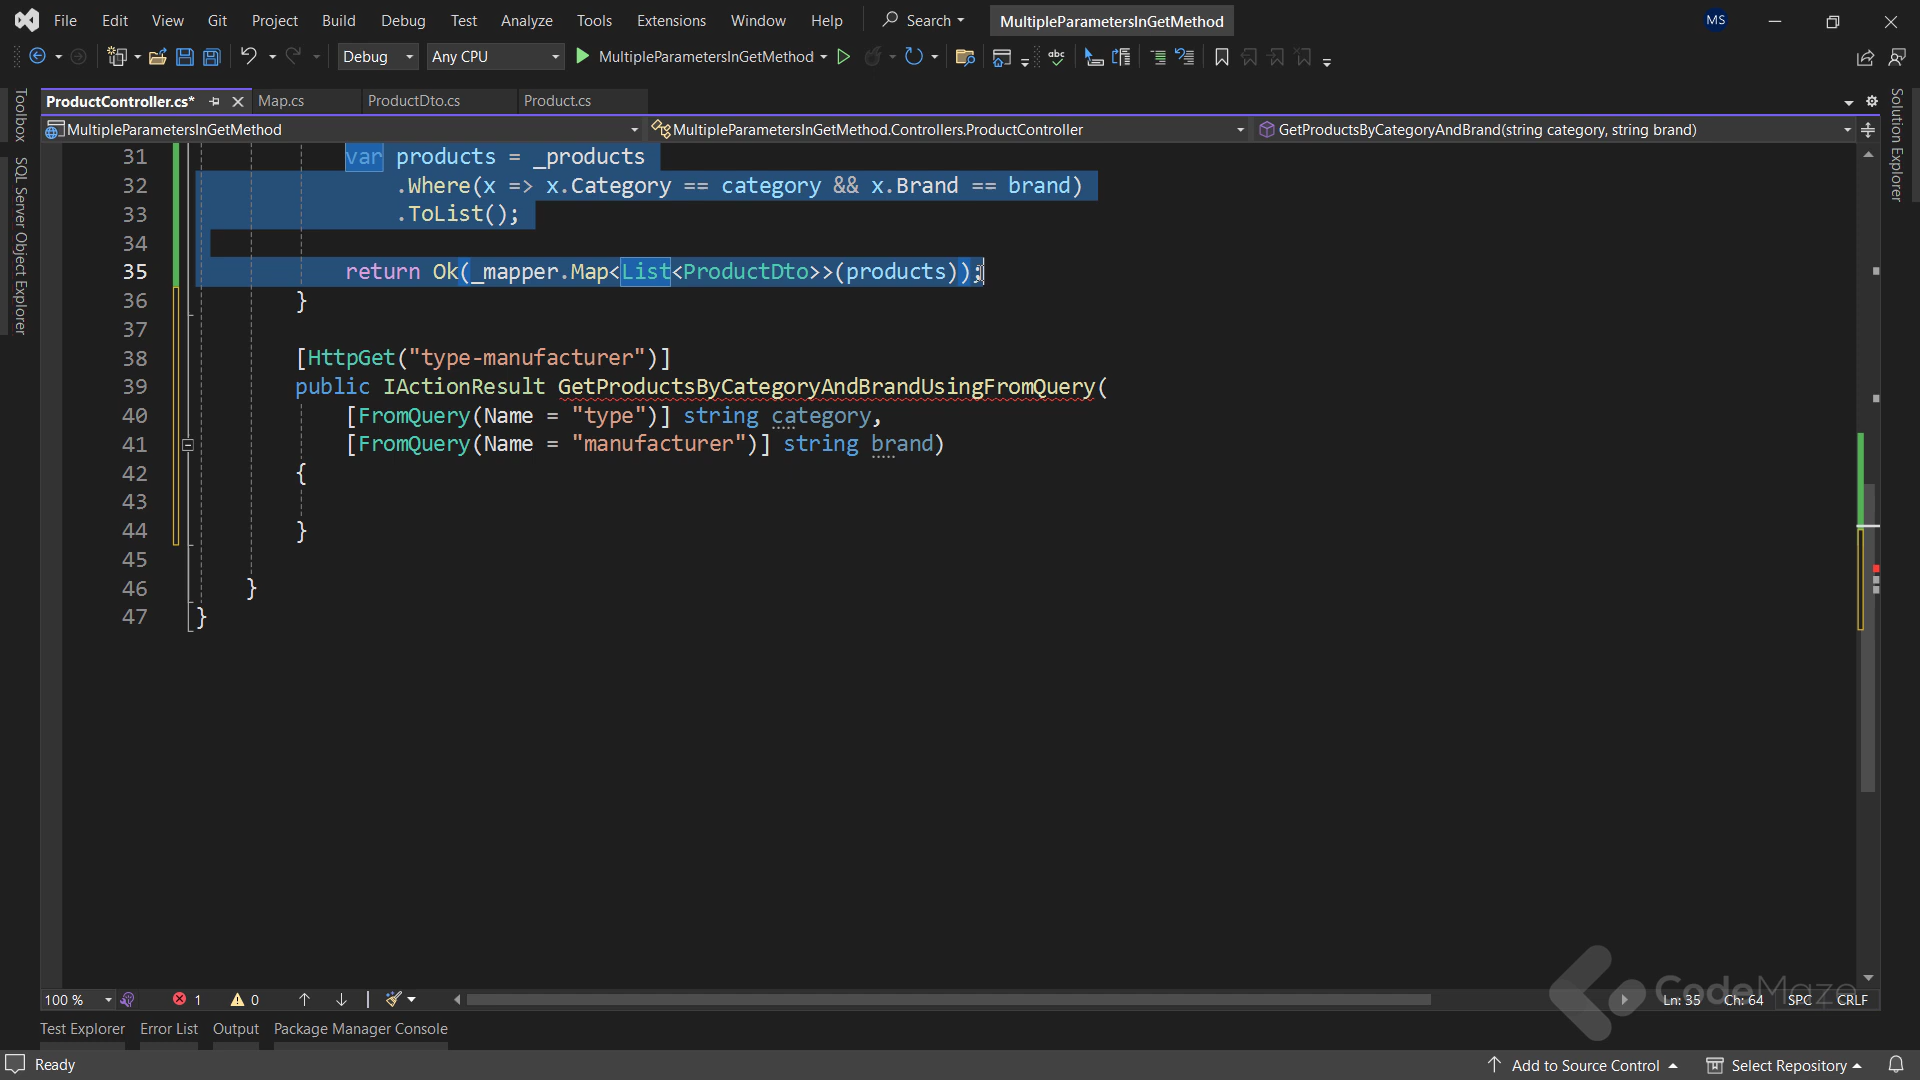 File Edit View Git Project Build Debug Test Analyze Tools Extensions Window Help Search MultipleParametersInGetMethod MS
Debug Any CPU MultipleParametersInGetMethod
Toolbox
SQL Server Object Explorer
ProductController.cs* Map.cs ProductDto.cs Product.cs
MultipleParametersInGetMethod MultipleParametersInGetMethod.Controllers.ProductController GetProductsByCategoryAndBrand(string category, string brand)
Solution Explorer
31 var products = _products
32 .Where(x => x.Category == category && x.Brand == brand)
33 .ToList();
34
35 return Ok(_mapper.Map<List<ProductDto>>(products));
36 }
37
38 [HttpGet("type-manufacturer")]
39 public IActionResult GetProductsByCategoryAndBrandUsingFromQuery(
40 [FromQuery(Name = "type")] string category,
41 [FromQuery(Name = "manufacturer")] string brand)
42 {
43
44 }
45
46 }
47 }
CodeMaze
100 % 1 0 Ln: 35 Ch: 64 SPC CRLF
Test Explorer Error List Output Package Manager Console
Ready Add to Source Control Select Repository